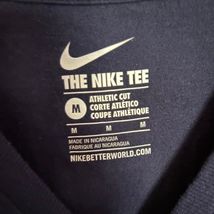 THE NIKE TEE
M
ATHLETIC CUT
CORTE ATLÉTICO
COUPE ATHLÉTIQUE
M M M
MADE IN NICARAGUA
FABRIQUÉ AU NICARAGUA
NIKEBETTERWORLD.COM